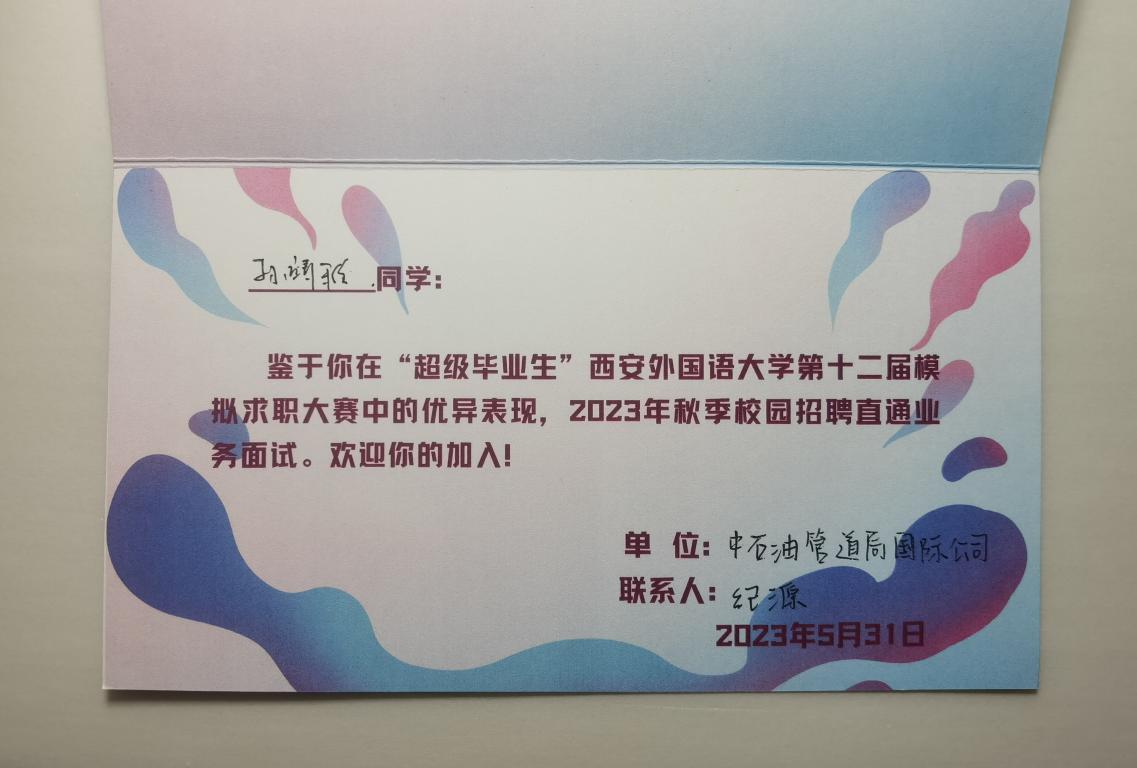 同学：
鉴于你在“超级毕业生”西安外国语大学第十二届模
拟求职大赛中的优异表现，2023年秋季校园招聘直通业
务面试。欢迎你的加入！
单 位：中石油管道局国际公司
联系人：纪源
2023年5月31日